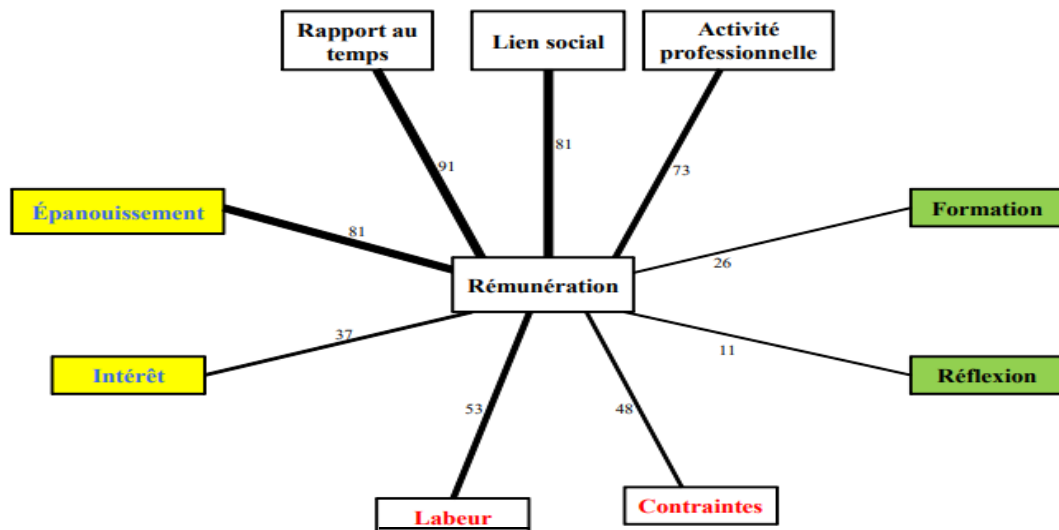 Rapport au
temps
Lien social
Activité
professionnelle
91
81
73
Épanouissement
81
Formation
26
Rémunération
Intérêt
37
11
Réflexion
53
48
Labeur
Contraintes